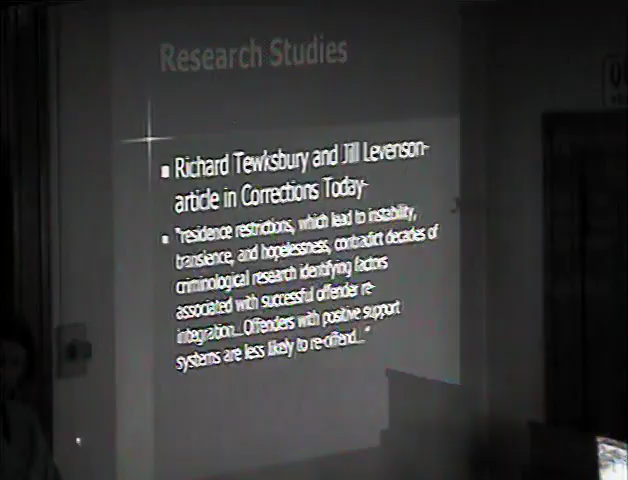 Research Studies
▪ Richard Tewksbury and Jill Levenson-
article in Corrections Today-
▪ "residence restrictions, which lead to instability,
transience, and hopelessness, contradict decades of
criminological research identifying factors
associated with successful offender re-
integration....Offenders with positive support
systems are less likely to re-offend..."